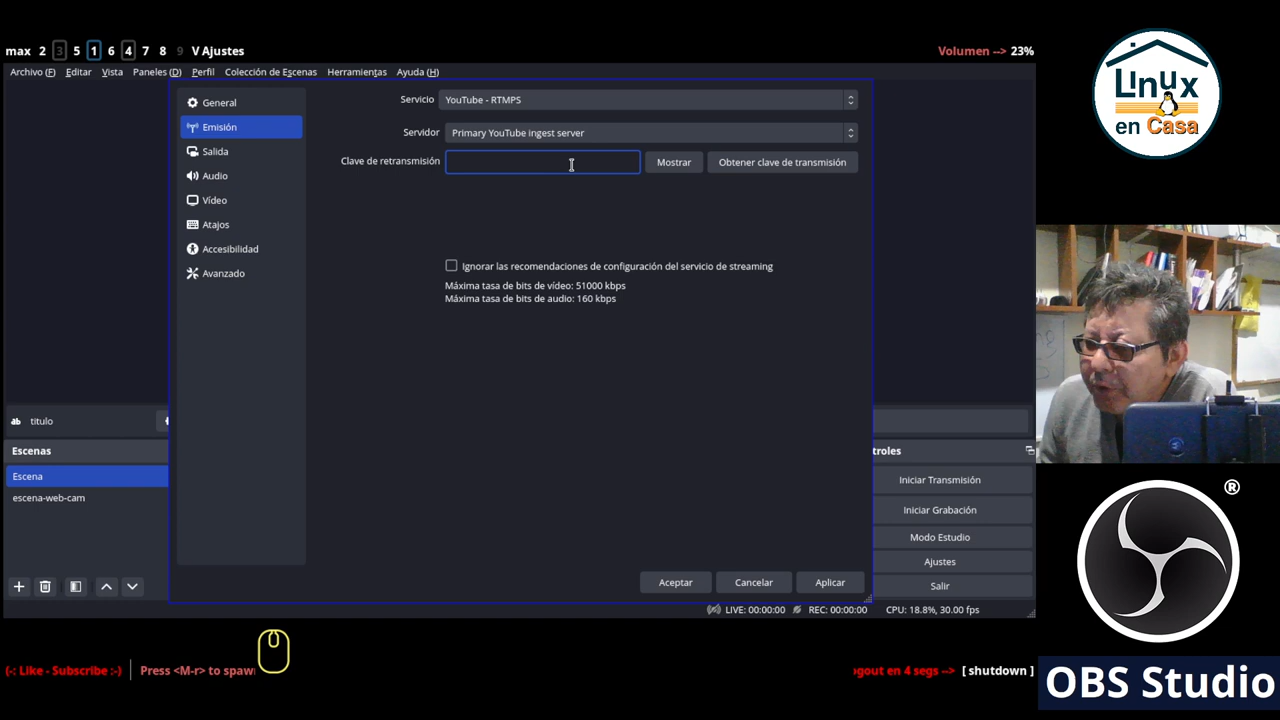 max 2 3 5 1 6 4 7 8 9 V Ajustes
Volumen --> 23%
Archivo (F) Editar Vista Paneles (D) Perfil Colección de Escenas Herramientas Ayuda (H)
General
Emisión
Salida
Audio
Vídeo
Atajos
Accesibilidad
Avanzado
Servicio YouTube - RTMPS
Servidor Primary YouTube ingest server
Clave de retransmisión Mostrar Obtener clave de transmisión
Ignorar las recomendaciones de configuración del servicio de streaming
Máxima tasa de bits de vídeo: 51000 kbps
Máxima tasa de bits de audio: 160 kbps
ab titulo
Escenas
Escena
escena-web-cam
troles
Iniciar Transmisión
Iniciar Grabación
Modo Estudio
Ajustes
Salir
Aceptar Cancelar Aplicar
LIVE: 00:00:00 REC: 00:00:00 CPU: 18.8%, 30.00 fps
(-: Like - Subscribe :-) Press <M-r> to spaw
ogout en 4 segs --> [ shutdown ]
LInux
en Casa
®
OBS Studio